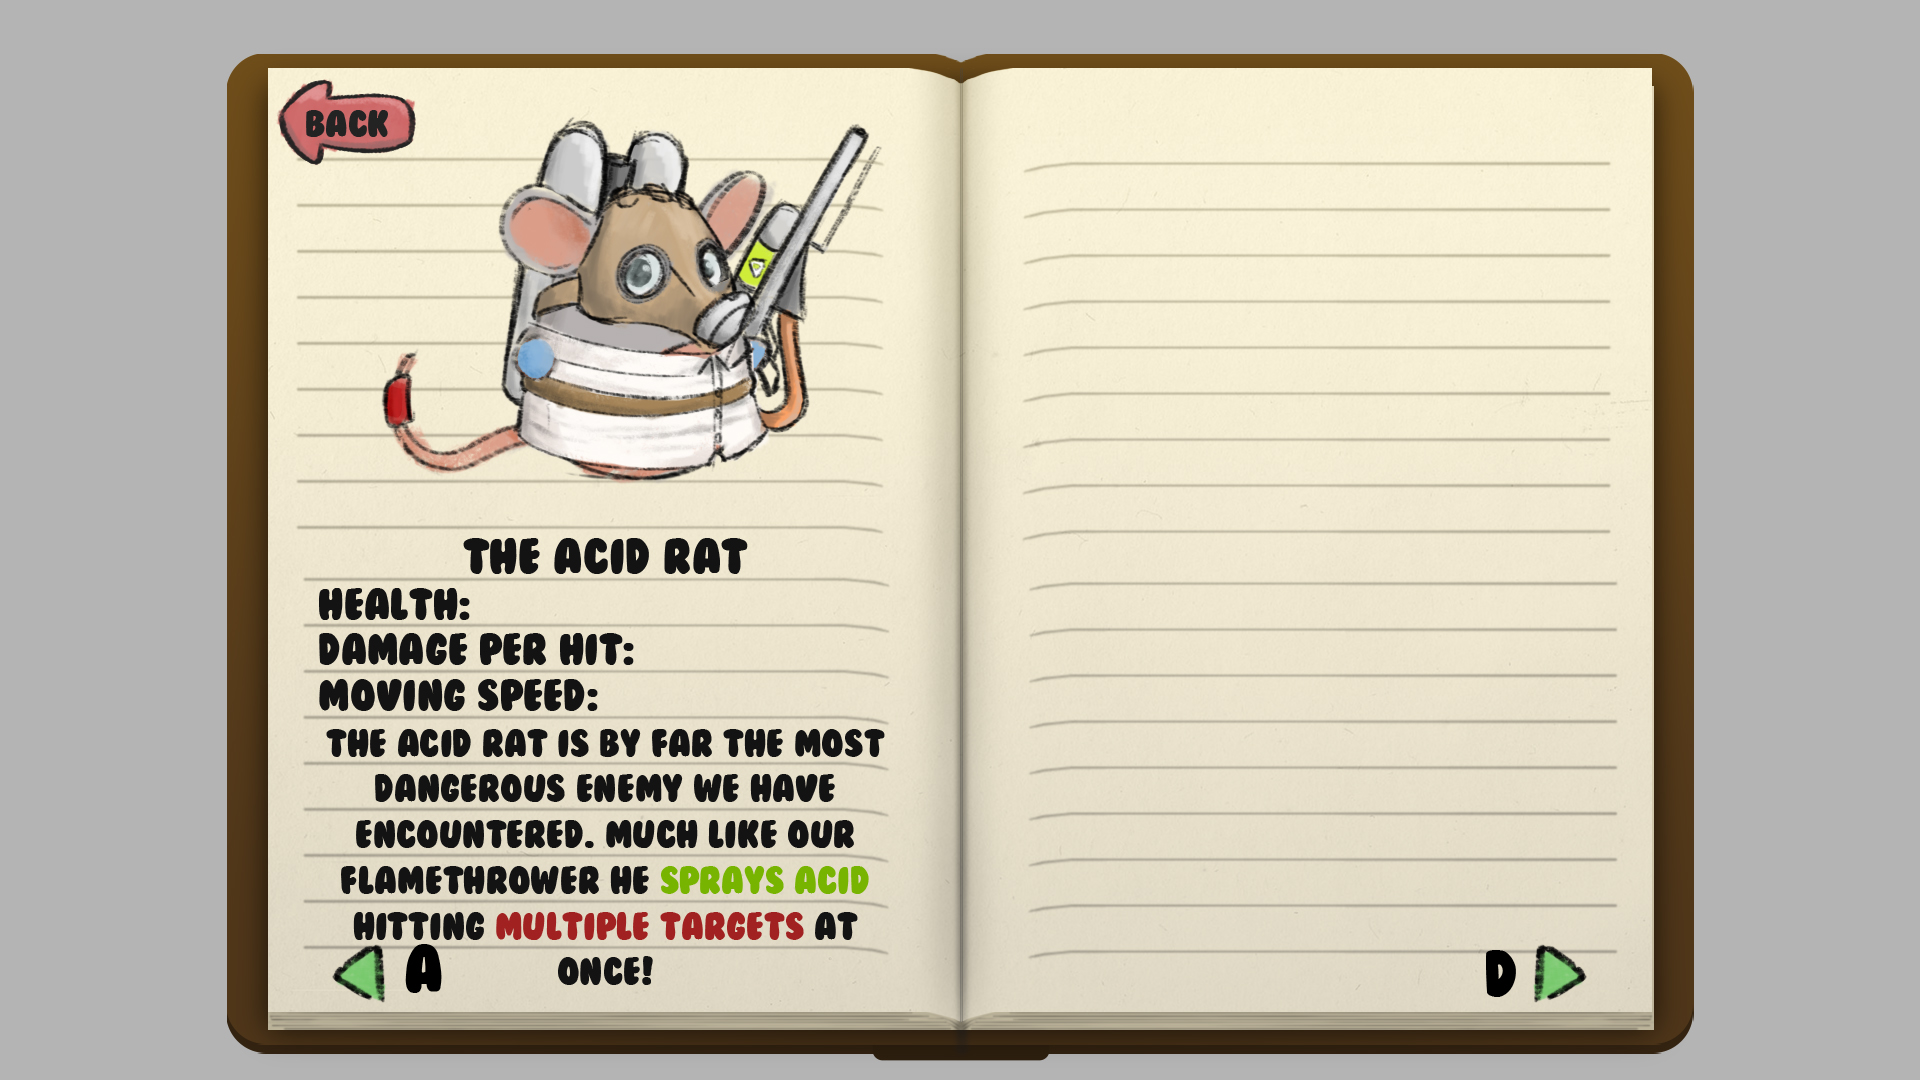 BACK
THE ACID RAT
HEALTH:
DAMAGE PER HIT:
MOVING SPEED:
THE ACID RAT IS BY FAR THE MOST
DANGEROUS ENEMY WE HAVE
ENCOUNTERED. MUCH LIKE OUR
FLAMETHROWER HE SPRAYS ACID
HITTING MULTIPLE TARGETS AT
ONCE!
A
D